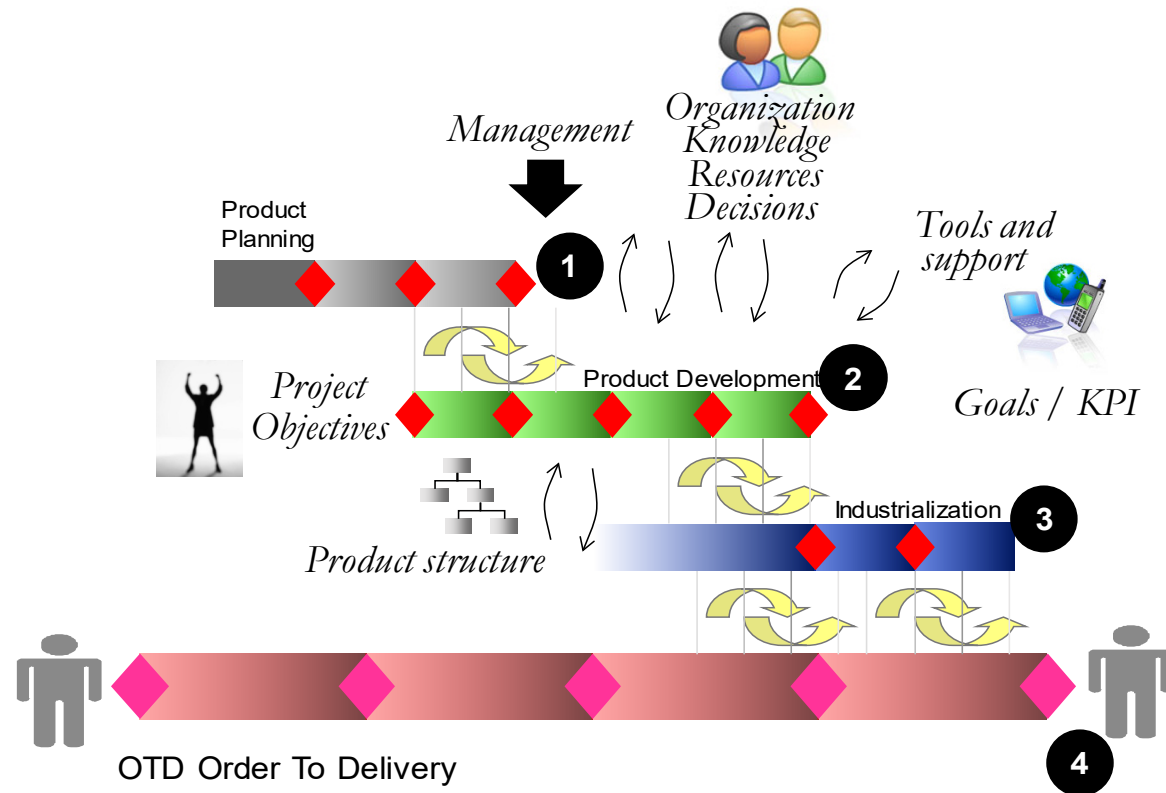 Management
Organization
Knowledge
Resources
Decisions
Product
Planning
1
Tools and
support
Project
Objectives
Product Development
2
Goals / KPI
Industrialization
3
Product structure
OTD Order To Delivery
4